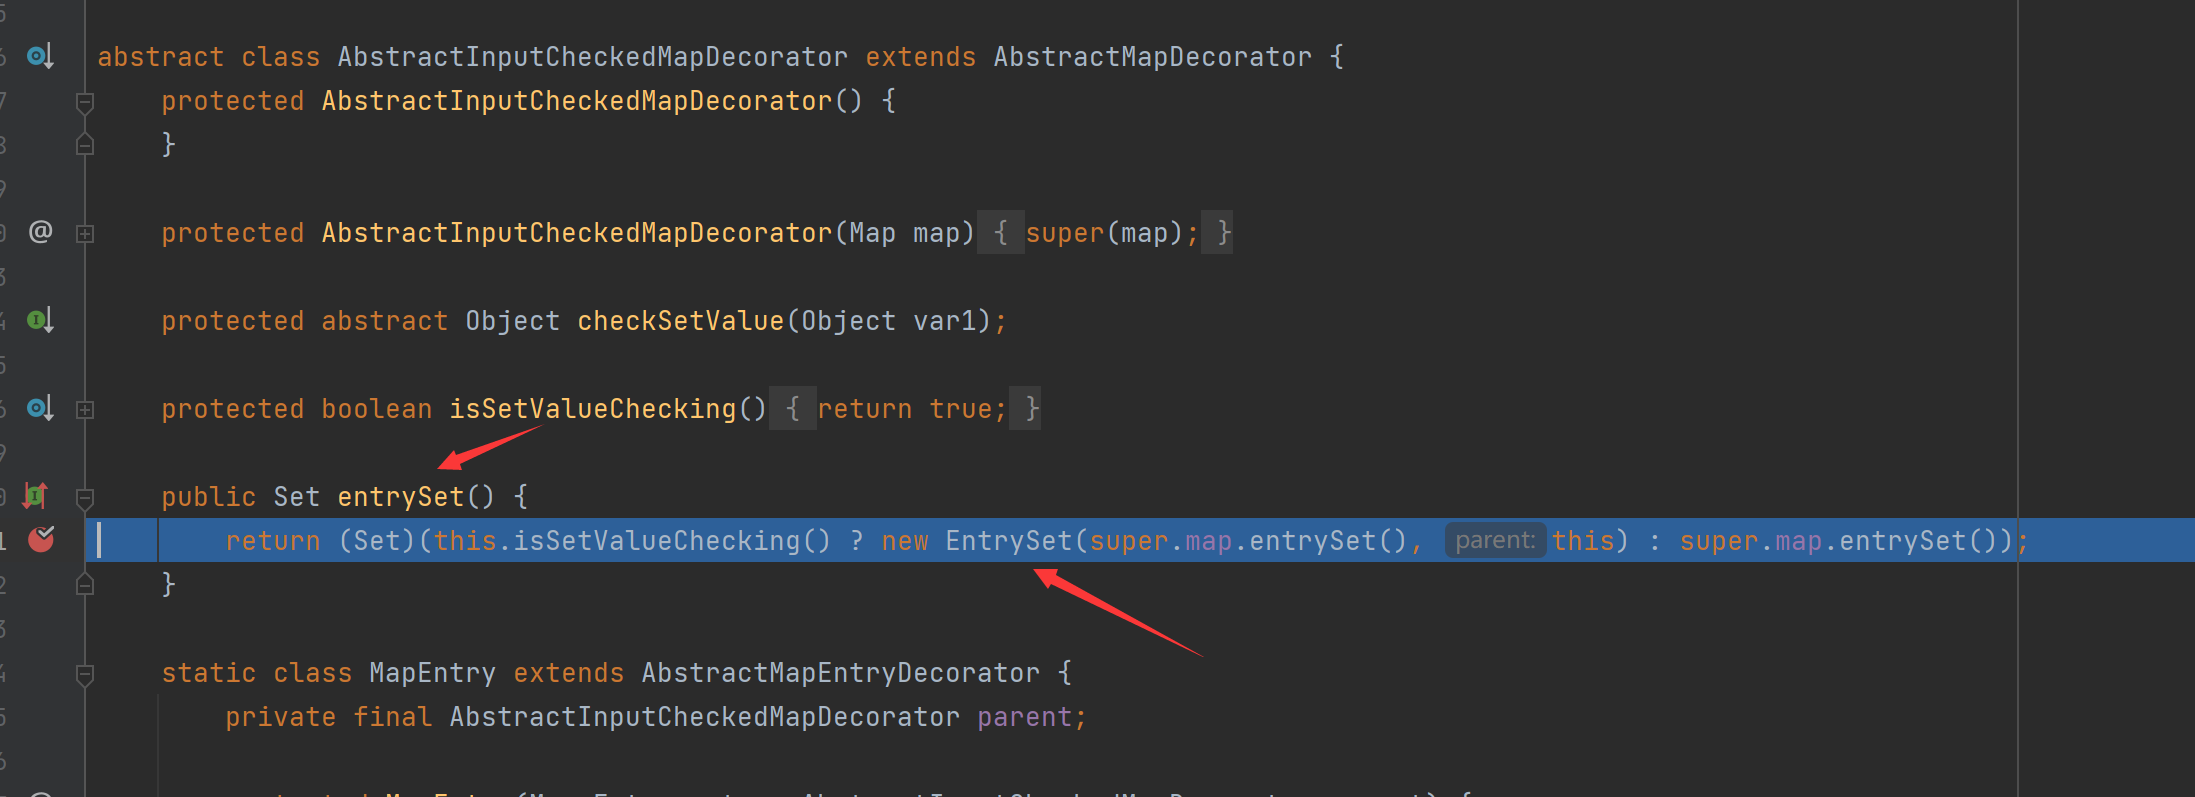 abstract class AbstractInputCheckedMapDecorator extends AbstractMapDecorator {
protected AbstractInputCheckedMapDecorator() {
}
@ protected AbstractInputCheckedMapDecorator(Map map) { super(map); }
protected abstract Object checkSetValue(Object var1);
protected boolean isSetValueChecking() { return true; }
public Set entrySet() {
return (Set)(this.isSetValueChecking() ? new EntrySet(super.map.entrySet(), parent: this) : super.map.entrySet());
}
static class MapEntry extends AbstractMapEntryDecorator {
private final AbstractInputCheckedMapDecorator parent;